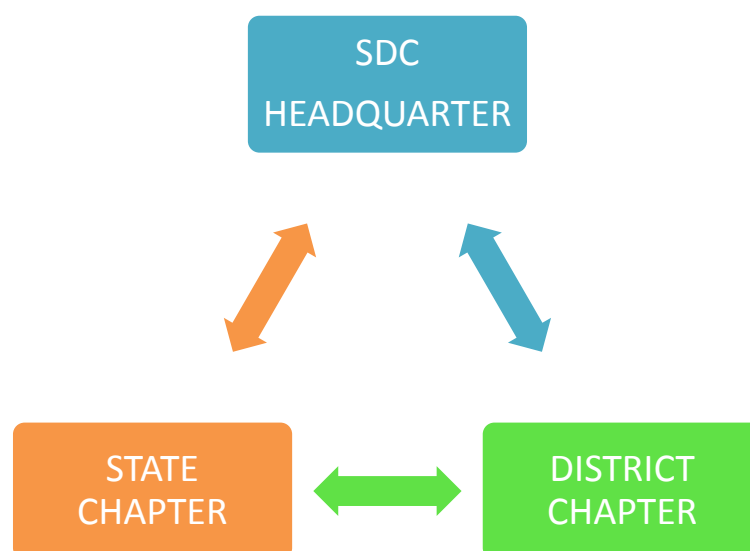 SDC
HEADQUARTER
STATE
CHAPTER
DISTRICT
CHAPTER